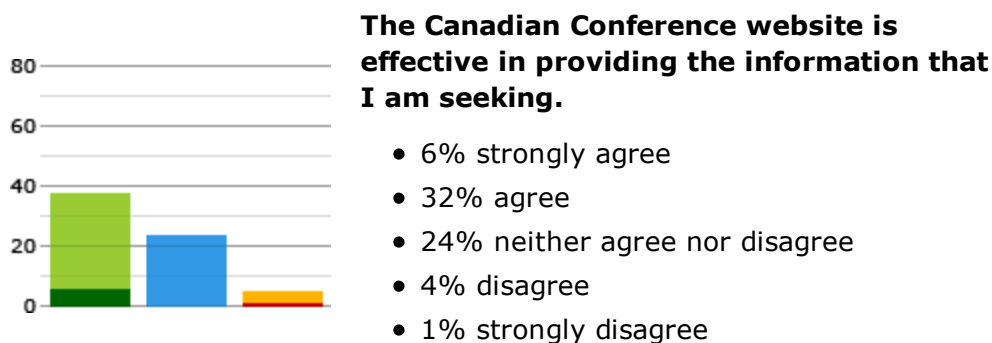 The Canadian Conference website is
effective in providing the information that
I am seeking.
80
60
40
20
0
• 6% strongly agree
• 32% agree
• 24% neither agree nor disagree
• 4% disagree
• 1% strongly disagree